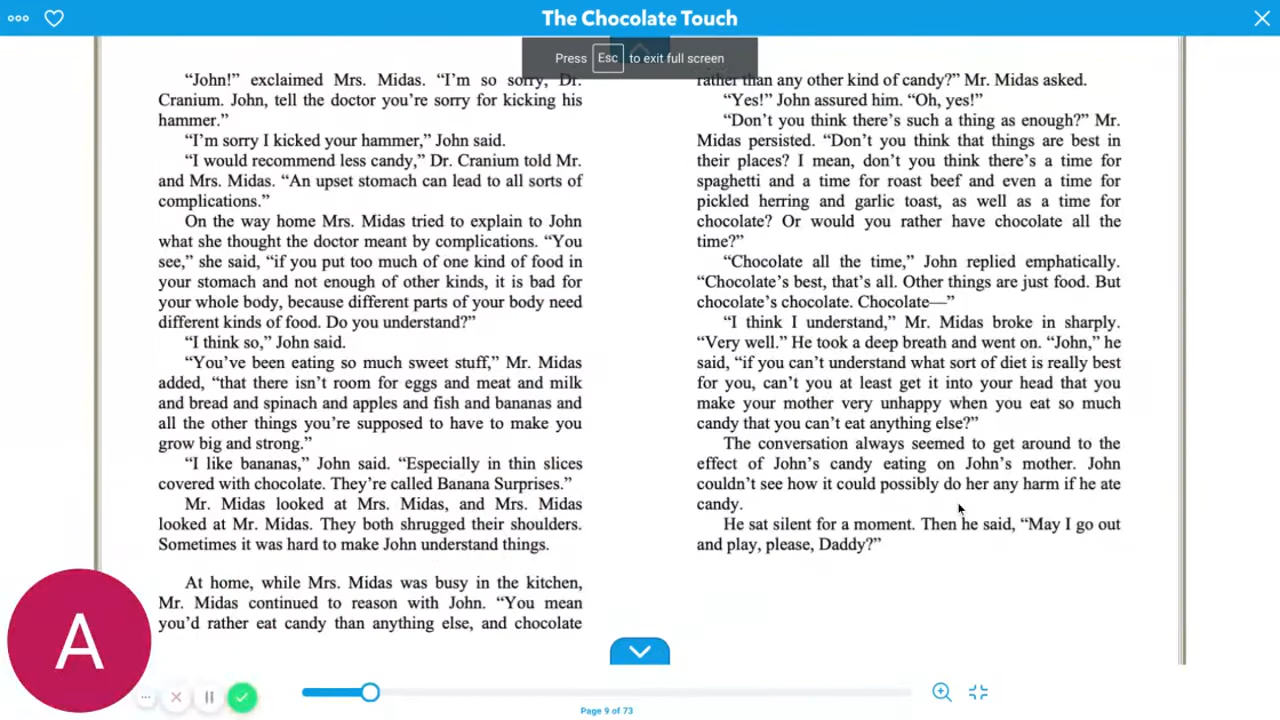 The Chocolate Touch
Press Esc to exit full screen
“John!” exclaimed Mrs. Midas. “I’m so sorry, Dr.
Cranium. John, tell the doctor you’re sorry for kicking his
hammer.”
“I’m sorry I kicked your hammer,” John said.
“I would recommend less candy,” Dr. Cranium told Mr.
and Mrs. Midas. “An upset stomach can lead to all sorts of
complications.”
On the way home Mrs. Midas tried to explain to John
what she thought the doctor meant by complications. “You
see,” she said, “if you put too much of one kind of food in
your stomach and not enough of other kinds, it is bad for
your whole body, because different parts of your body need
different kinds of food. Do you understand?”
“I think so,” John said.
“You’ve been eating so much sweet stuff,” Mr. Midas
added, “that there isn’t room for eggs and meat and milk
and bread and spinach and apples and fish and bananas and
all the other things you’re supposed to have to make you
grow big and strong.”
“I like bananas,” John said. “Especially in thin slices
covered with chocolate. They’re called Banana Surprises.”
Mr. Midas looked at Mrs. Midas, and Mrs. Midas
looked at Mr. Midas. They both shrugged their shoulders.
Sometimes it was hard to make John understand things.
At home, while Mrs. Midas was busy in the kitchen,
Mr. Midas continued to reason with John. “You mean
you’d rather eat candy than anything else, and chocolate
rather than any other kind of candy?” Mr. Midas asked.
“Yes!” John assured him. “Oh, yes!”
“Don’t you think there’s such a thing as enough?” Mr.
Midas persisted. “Don’t you think that things are best in
their places? I mean, don’t you think there’s a time for
spaghetti and a time for roast beef and even a time for
pickled herring and garlic toast, as well as a time for
chocolate? Or would you rather have chocolate all the
time?”
“Chocolate all the time,” John replied emphatically.
“Chocolate’s best, that’s all. Other things are just food. But
chocolate’s chocolate. Chocolate—”
“I think I understand,” Mr. Midas broke in sharply.
“Very well.” He took a deep breath and went on. “John,” he
said, “if you can’t understand what sort of diet is really best
for you, can’t you at least get it into your head that you
make your mother very unhappy when you eat so much
candy that you can’t eat anything else?”
The conversation always seemed to get around to the
effect of John’s candy eating on John’s mother. John
couldn’t see how it could possibly do her any harm if he ate
candy.
He sat silent for a moment. Then he said, “May I go out
and play, please, Daddy?”
A
Page 9 of 73